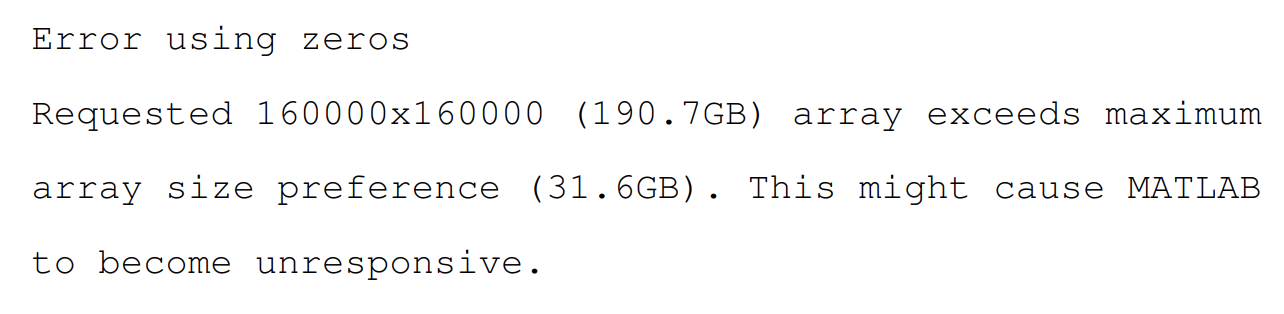 Error using zeros
Requested 160000x160000 (190.7GB) array exceeds maximum
array size preference (31.6GB). This might cause MATLAB
to become unresponsive.